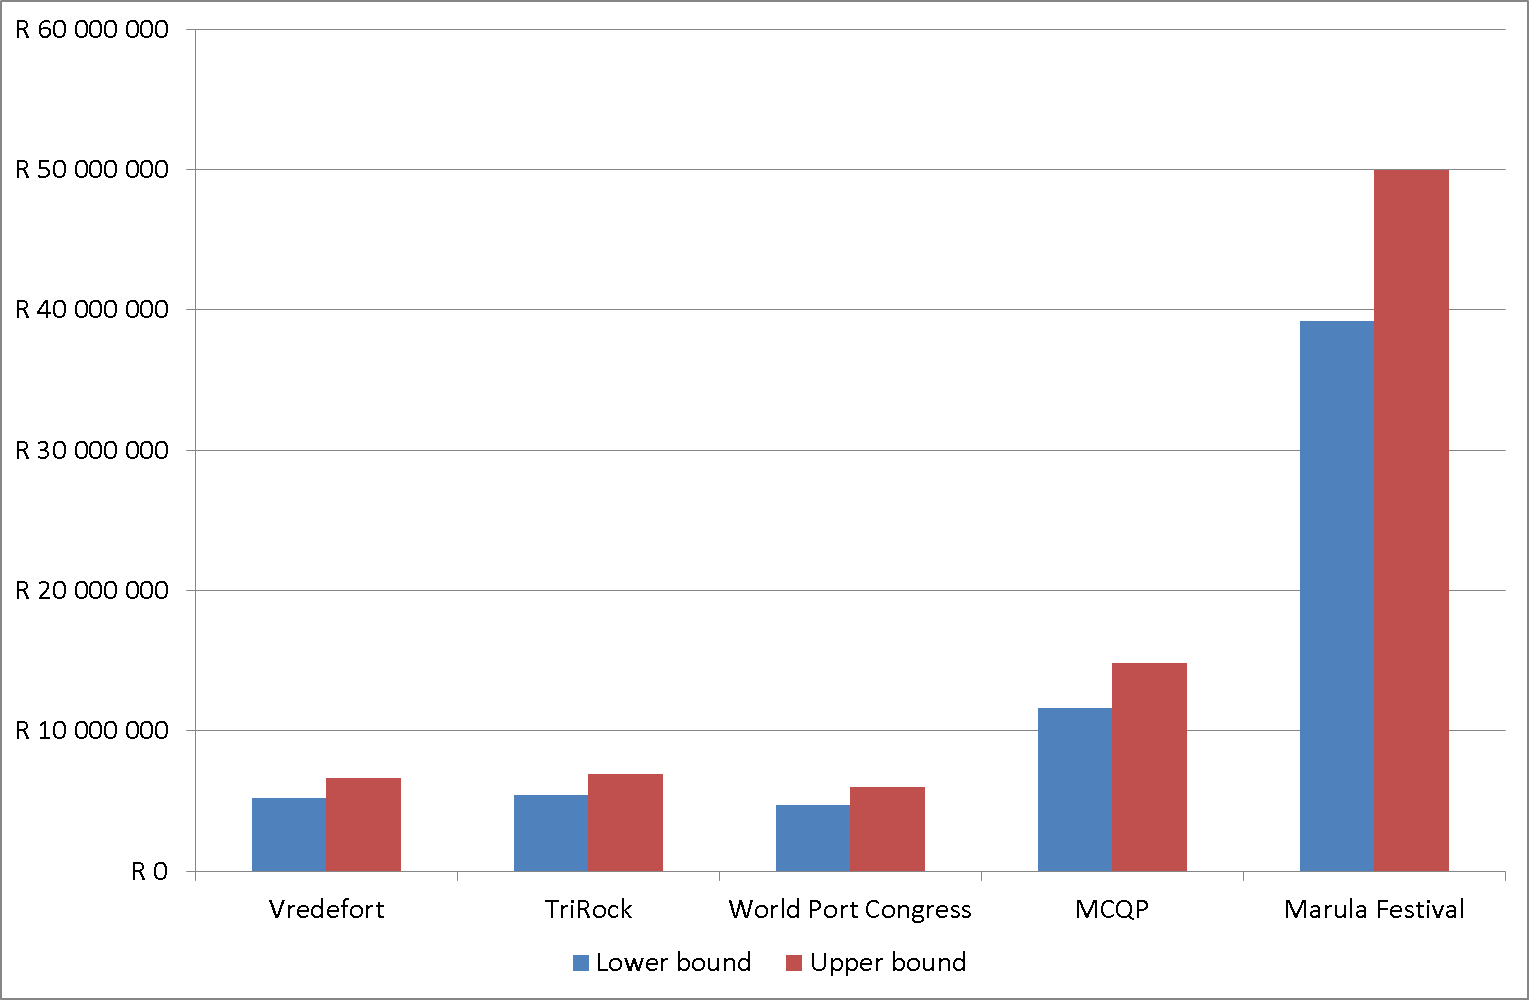 R 60 000 000
R 50 000 000
R 40 000 000
R 30 000 000
R 20 000 000
R 10 000 000
R 0
Vredefort
TriRock
World Port Congress
MCQP
Marula Festival
Lower bound
Upper bound